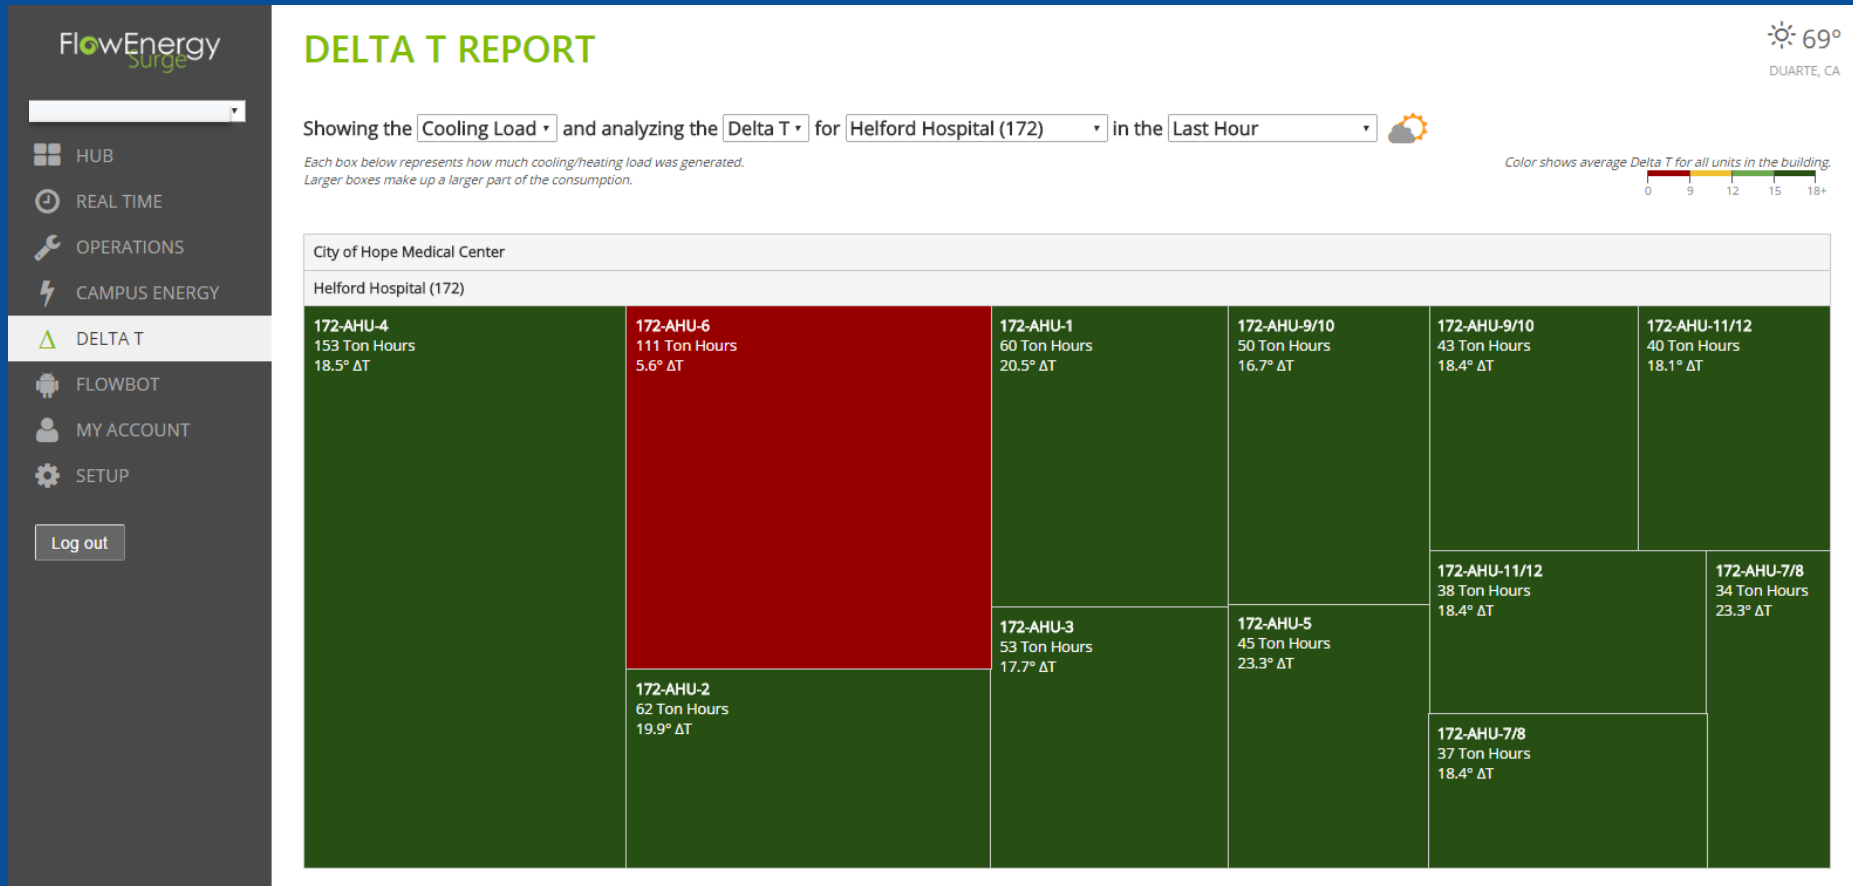 FlowEnergy
Surge
HUB
REAL TIME
OPERATIONS
CAMPUS ENERGY
Δ DELTA T
FLOWBOT
MY ACCOUNT
SETUP
Log out
DELTA T REPORT
69°
DUARTE, CA
Showing the Cooling Load and analyzing the Delta T for Helford Hospital (172) in the Last Hour
Each box below represents how much cooling/heating load was generated.
Larger boxes make up a larger part of the consumption.
Color shows average Delta T for all units in the building.
0 9 12 15 18+
City of Hope Medical Center
Helford Hospital (172)
172-AHU-4
153 Ton Hours
18.5° ΔT
172-AHU-6
111 Ton Hours
5.6° ΔT
172-AHU-2
62 Ton Hours
19.9° ΔT
172-AHU-1
60 Ton Hours
20.5° ΔT
172-AHU-3
53 Ton Hours
17.7° ΔT
172-AHU-9/10
50 Ton Hours
16.7° ΔT
172-AHU-5
45 Ton Hours
23.3° ΔT
172-AHU-9/10
43 Ton Hours
18.4° ΔT
172-AHU-11/12
40 Ton Hours
18.1° ΔT
172-AHU-11/12
38 Ton Hours
18.4° ΔT
172-AHU-7/8
37 Ton Hours
18.4° ΔT
172-AHU-7/8
34 Ton Hours
23.3° ΔT